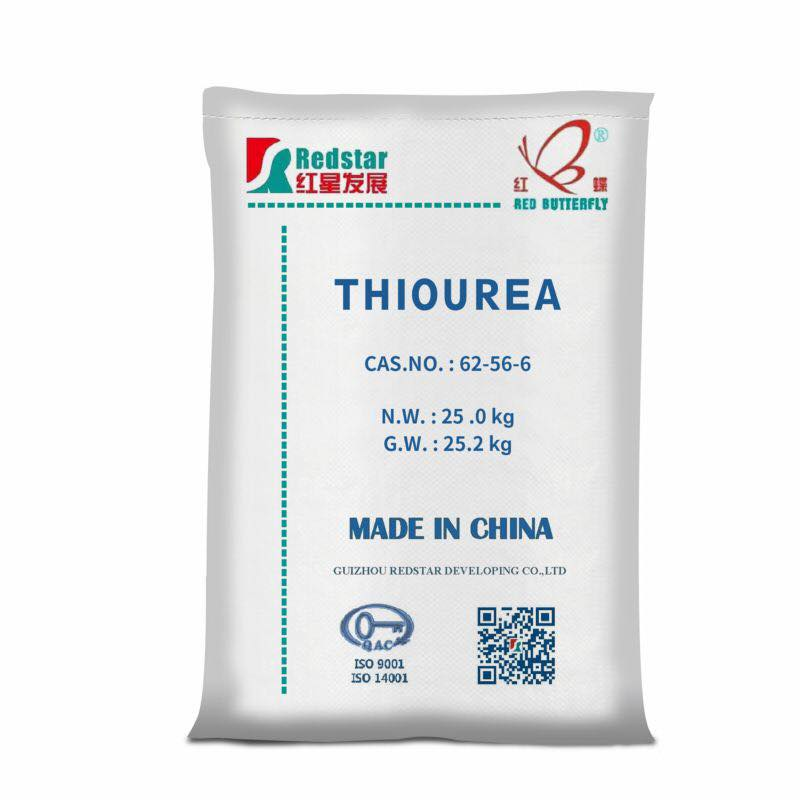 Redstar
红星发展
®
红 蝶
RED BUTTERFLY
THIOUREA
CAS.NO. : 62-56-6
N.W. : 25 .0 kg
G.W. : 25.2 kg
MADE IN CHINA
GUIZHOU REDSTAR DEVELOPING CO.,LTD
QAC
ISO 9001
ISO 14001